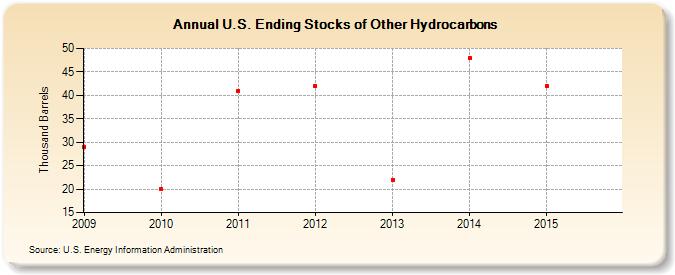 Annual U.S. Ending Stocks of Other Hydrocarbons
Thousand Barrels
50
45
40
35
30
25
20
15
2009 2010 2011 2012 2013 2014 2015
Source: U.S. Energy Information Administration